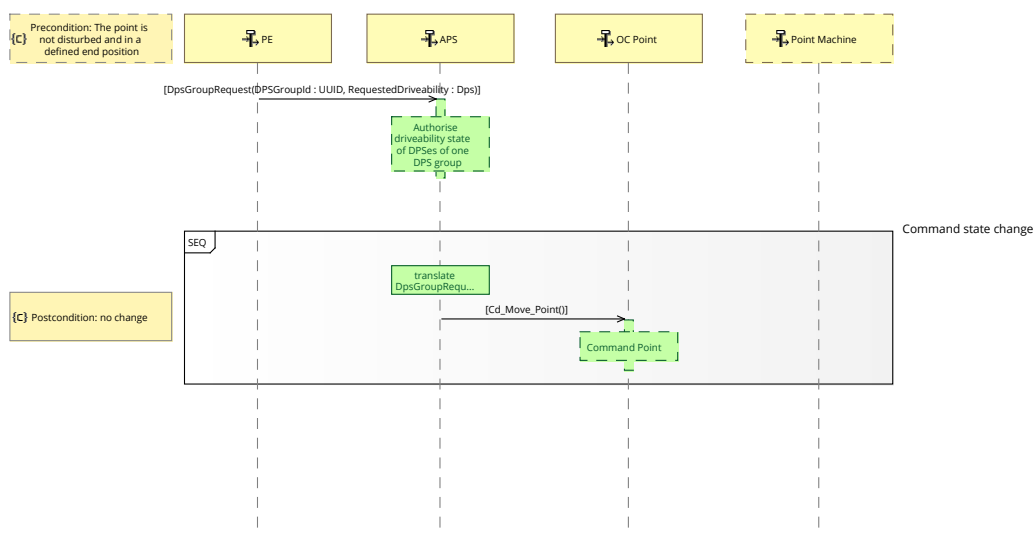 {C} Precondition: The point is
not disturbed and in a
defined end position
PE
APS
OC Point
Point Machine
[DpsGroupRequest(DPSGroupId : UUID, RequestedDriveability : Dps)]
Authorise
driveability state
of DPSes of one
DPS group
Command state change
SEQ
translate
DpsGroupRequ...
{C} Postcondition: no change
[Cd_Move_Point()]
Command Point